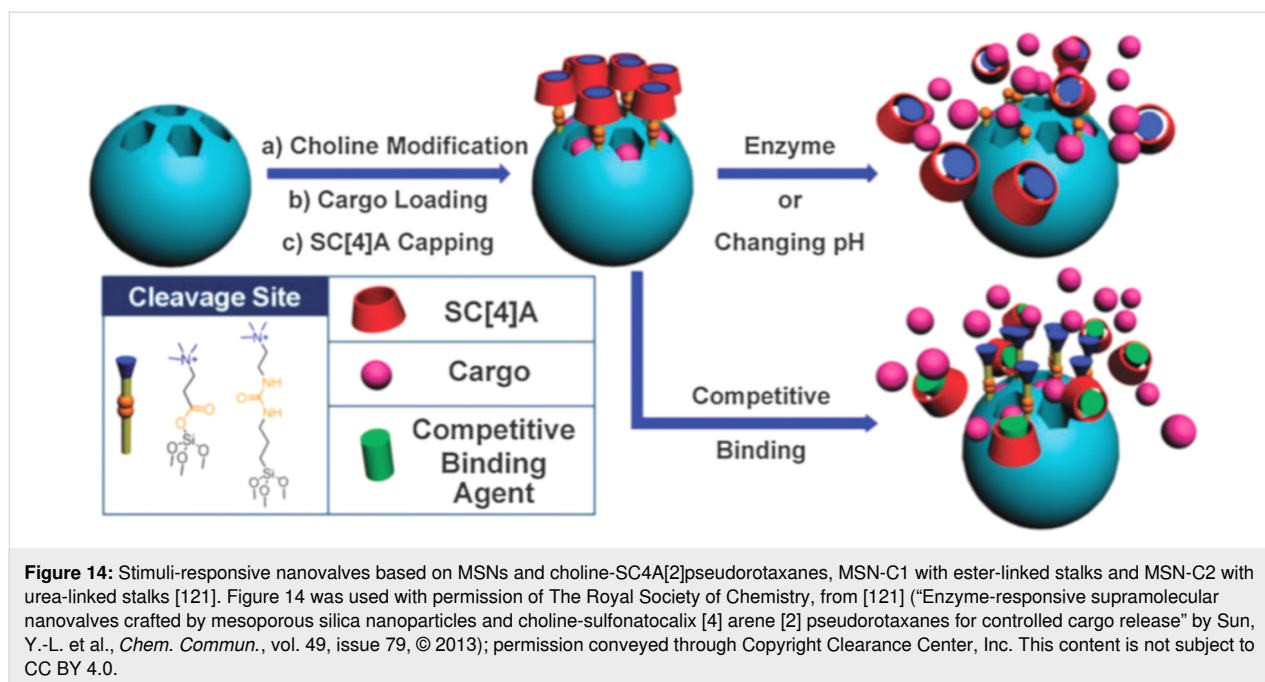 a) Choline Modification
b) Cargo Loading
c) SC[4]A Capping
Enzyme
or
Changing pH
Cleavage Site
N+
O
O
Si
O O O
N+
NH
O
NH
Si
O O O
SC[4]A
Cargo
Competitive
Binding
Agent
Competitive
Binding
Figure 14: Stimuli-responsive nanovalves based on MSNs and choline-SC4A[2]pseudorotaxanes, MSN-C1 with ester-linked stalks and MSN-C2 with
urea-linked stalks [121]. Figure 14 was used with permission of The Royal Society of Chemistry, from [121] (“Enzyme-responsive supramolecular
nanovalves crafted by mesoporous silica nanoparticles and choline-sulfonatocalix [4] arene [2] pseudorotaxanes for controlled cargo release” by Sun,
Y.-L. et al., Chem. Commun., vol. 49, issue 79, © 2013); permission conveyed through Copyright Clearance Center, Inc. This content is not subject to
CC BY 4.0.